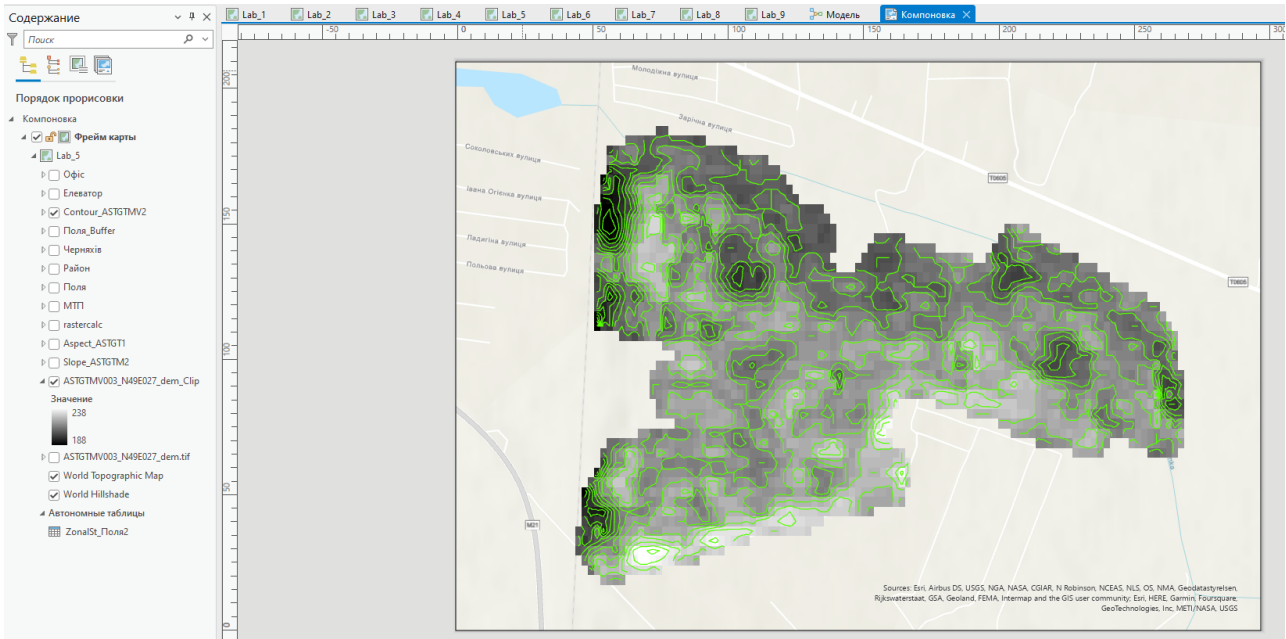 Содержание
Поиск
Порядок прорисовки
Компоновка
Фрейм карты
Lab_5
Офіс
Елеватор
Contour_ASTGTMV2
Поля_Buffer
Черняхів
Район
Поля
МТП
rastercalc
Aspect_ASTGT1
Slope_ASTGTM2
ASTGTMV003_N49E027_dem_Clip
Значение
238
188
ASTGTMV003_N49E027_dem.tif
World Topographic Map
World Hillshade
Автономные таблицы
ZonalSt_Поля2
Lab_1 Lab_2 Lab_3 Lab_4 Lab_5 Lab_6 Lab_7 Lab_8 Lab_9 Модель Компоновка
-50 0 50 100 150 200 250 300
200
150
100
50
0
Молодіжна вулиця
Зарічна вулиця
Соколовських вулиця
Івана Огієнка вулиця
Ладигіна вулиця
Польова вулиця
T0605
T0605
M21
Sources: Esri, Airbus DS, USGS, NGA, NASA, CGIAR, N Robinson, NCEAS, NLS, OS, NMA, Geodatastyrelsen,
Rijkswaterstaat, GSA, Geoland, FEMA, Intermap and the GIS user community; Esri, HERE, Garmin, Foursquare,
GeoTechnologies, Inc, METI/NASA, USGS